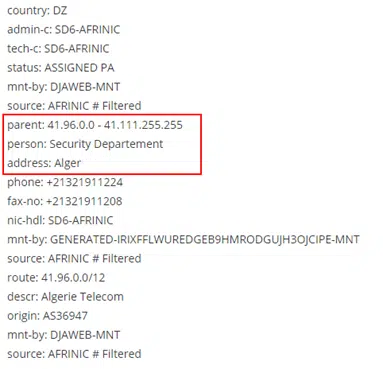 country: DZ
admin-c: SD6-AFRINIC
tech-c: SD6-AFRINIC
status: ASSIGNED PA
mnt-by: DJAWEB-MNT
source: AFRINIC # Filtered
parent: 41.96.0.0 - 41.111.255.255
person: Security Departement
address: Alger
phone: +21321911224
fax-no: +21321911208
nic-hdl: SD6-AFRINIC
mnt-by: GENERATED-IRIXFFLWUREDGEB9HMRODGUJH3OJCIPE-MNT
source: AFRINIC # Filtered
route: 41.96.0.0/12
descr: Algerie Telecom
origin: AS36947
mnt-by: DJAWEB-MNT
source: AFRINIC # Filtered